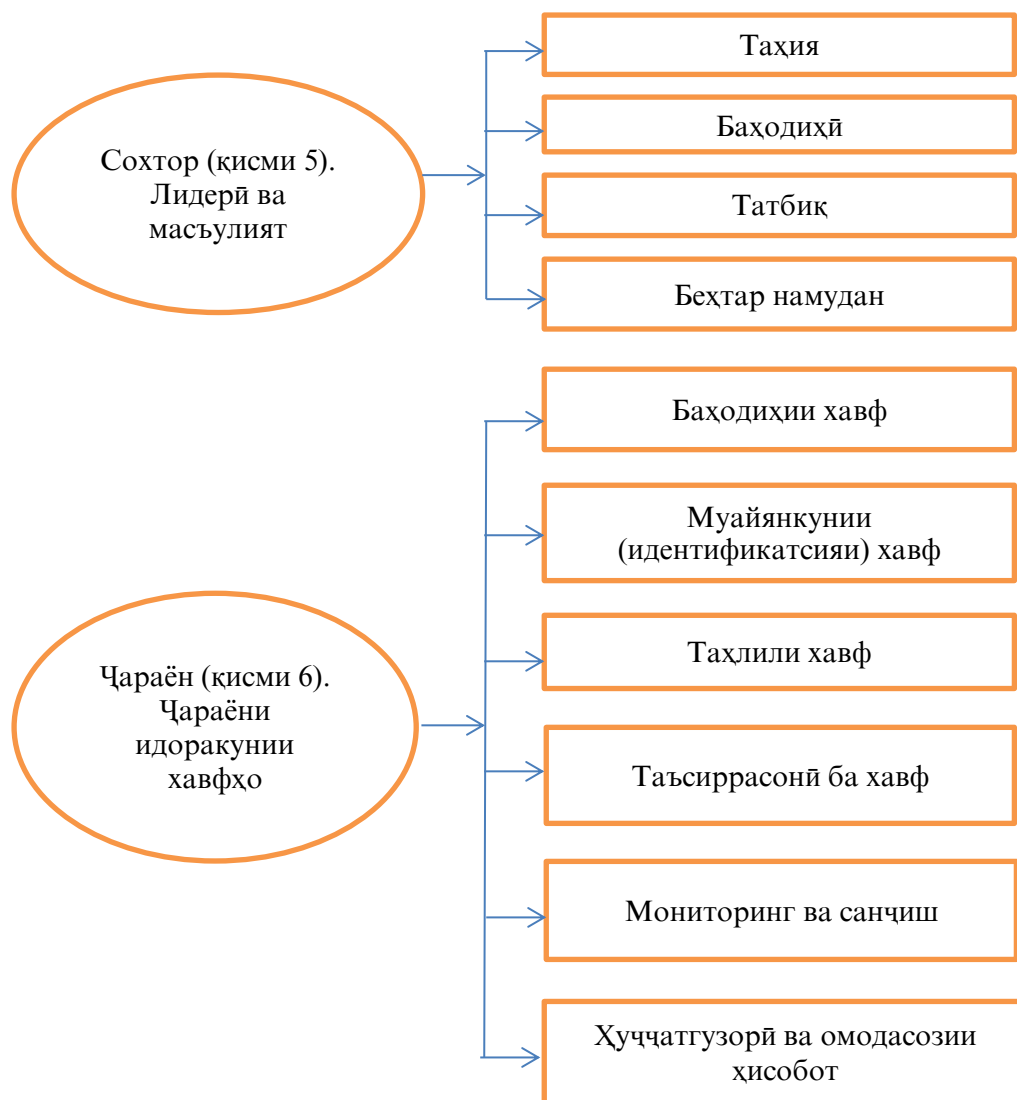 Сохтор (қисми 5).
Лидерӣ ва
масъулият
Таҳия
Баҳодиҳӣ
Татбиқ
Беҳтар намудан
Ҷараён (қисми 6).
Ҷараёни
идоракунии
хавфҳо
Баҳодиҳии хавф
Муайянкунии
(идентификатсияи) хавф
Таҳлили хавф
Таъсиррасонӣ ба хавф
Мониторинг ва санҷиш
Ҳуҷҷатгузорӣ ва омодасозии
ҳисобот